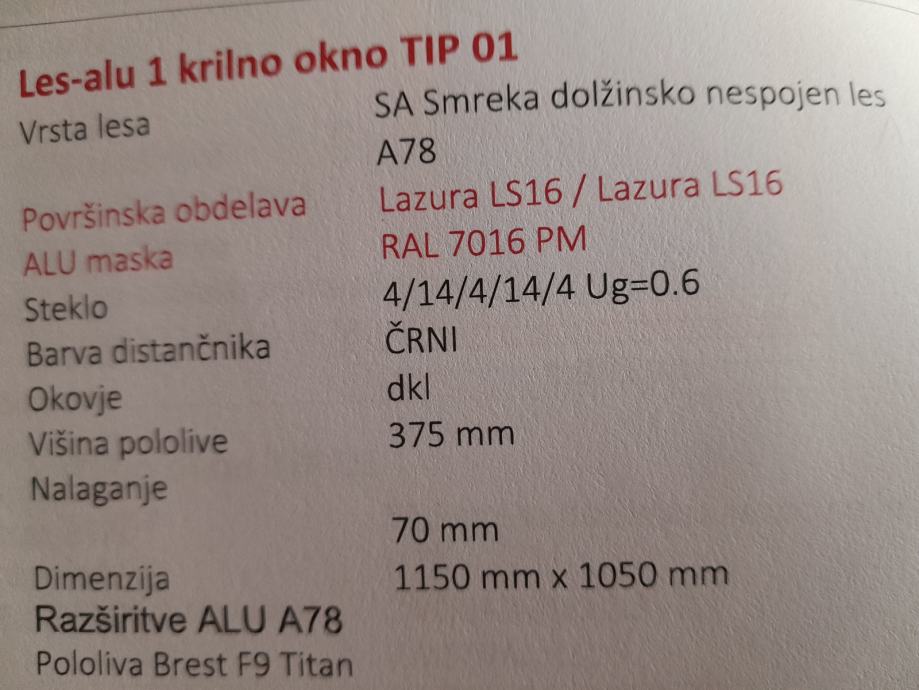 Les-alu 1 krilno okno TIP 01
Vrsta lesa SA Smreka dolžinsko nespojen les
A78
Površinska obdelava Lazura LS16 / Lazura LS16
ALU maska RAL 7016 PM
Steklo 4/14/4/14/4 Ug=0.6
Barva distančnika ČRNI
Okovje dkl
Višina pololive 375 mm
Nalaganje
70 mm
Dimenzija 1150 mm x 1050 mm
Razširitve ALU A78
Pololiva Brest F9 Titan